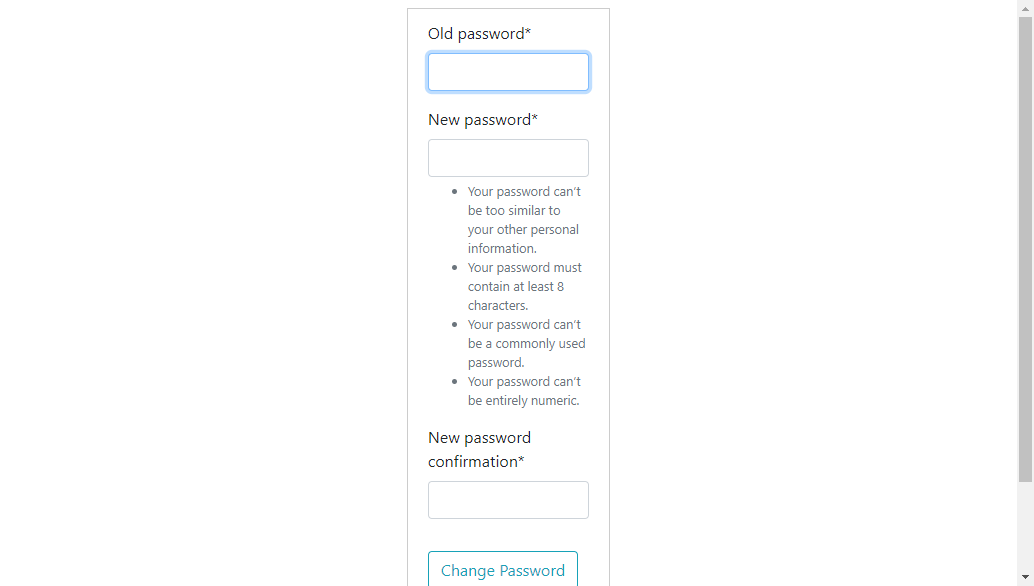 Old password*
New password*
Your password can't
be too similar to
your other personal
information.
Your password must
contain at least 8
characters.
Your password can't
be a commonly used
password.
Your password can't
be entirely numeric.
New password
confirmation*
Change Password